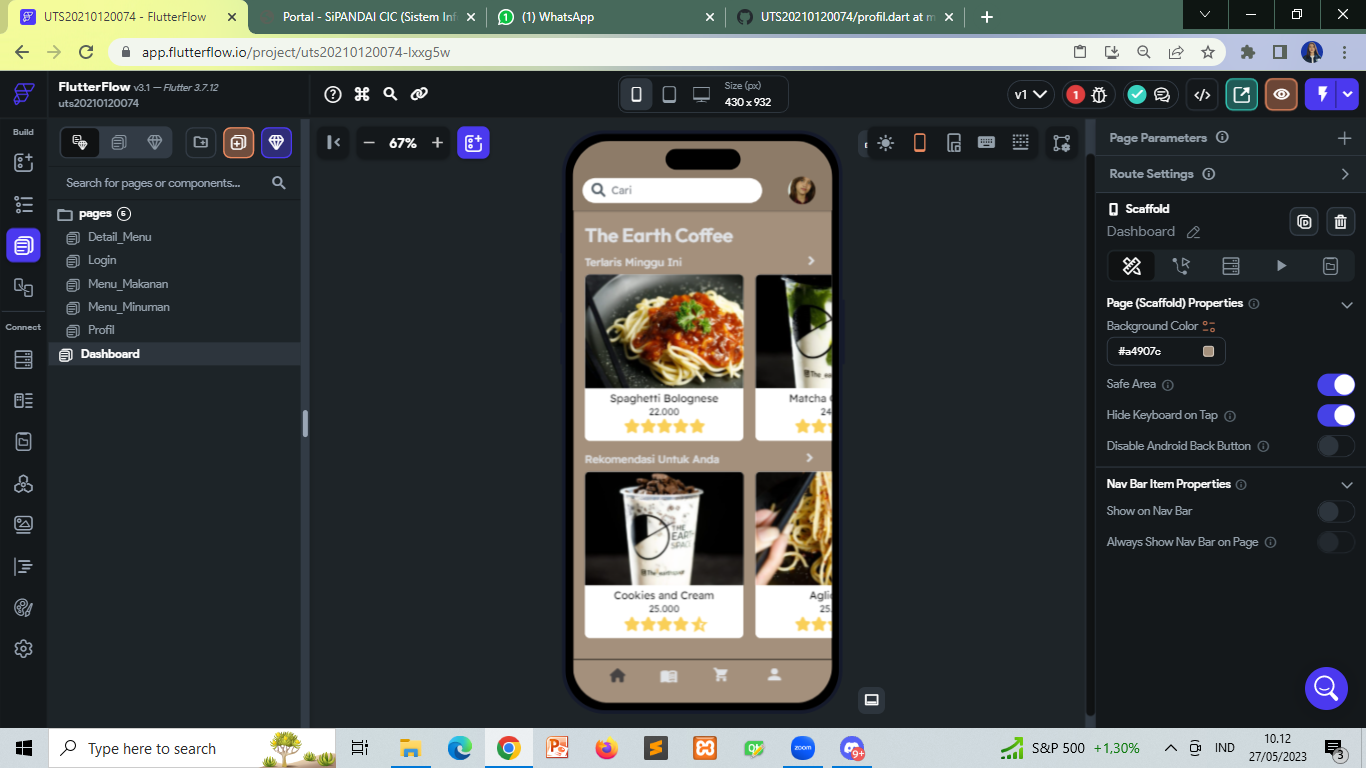 UTS20210120074 - FlutterFlow
Portal - SiPANDAI CIC (Sistem Inf
(1) WhatsApp
UTS20210120074/profil.dart at m
app.flutterflow.io/project/uts20210120074-lxxg5w
FlutterFlow v3.1 – Flutter 3.7.12
uts20210120074
Size (px)
430 x 932
v1
1
Build
Connect
67%
Search for pages or components...
pages 6
Detail_Menu
Login
Menu_Makanan
Menu_Minuman
Profil
Dashboard
Cari
The Earth Coffee
Terlaris Minggu Ini
Spaghetti Bolognese
22.000
Matcha
24
Rekomendasi Untuk Anda
THE
EAR
SPAC
Cookies and Cream
25.000
Agli
25.
Page Parameters
Route Settings
Scaffold
Dashboard
Page (Scaffold) Properties
Background Color
#a4907c
Safe Area
Hide Keyboard on Tap
Disable Android Back Button
Nav Bar Item Properties
Show on Nav Bar
Always Show Nav Bar on Page
Type here to search
zoom
9+
S&P 500 +1,30%
IND
10.12
27/05/2023
3